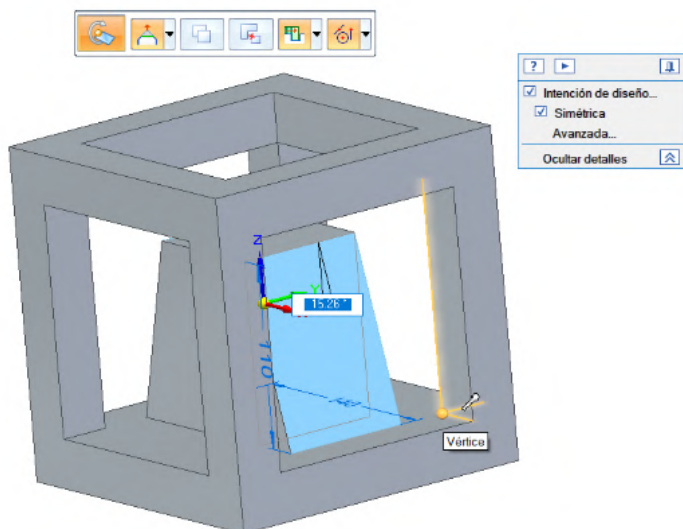 ?
Intención de diseño...
Simétrica
Avanzada...
Ocultar detalles
Z
Y
15.26 °
110
Vértice